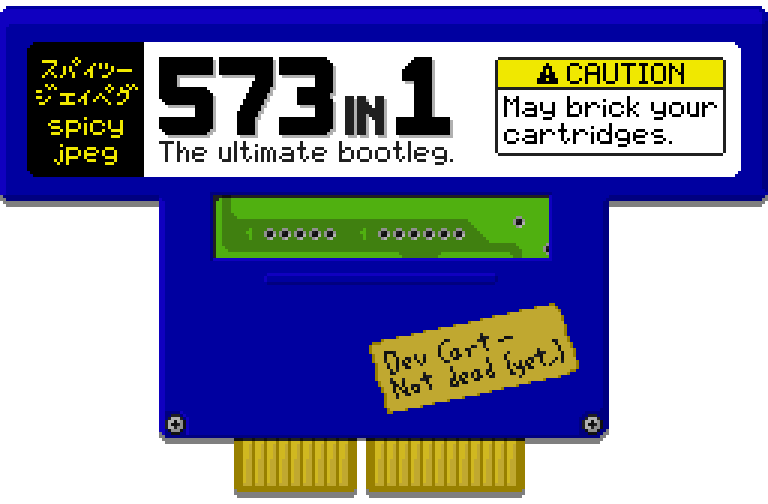 スパイシー
ジェイペグ
spicy
jpeg
573 IN 1
The ultimate bootleg.
⚠ CAUTION
May brick your
cartridges.
1 1
Dev Cart -
Not dead (yet.)